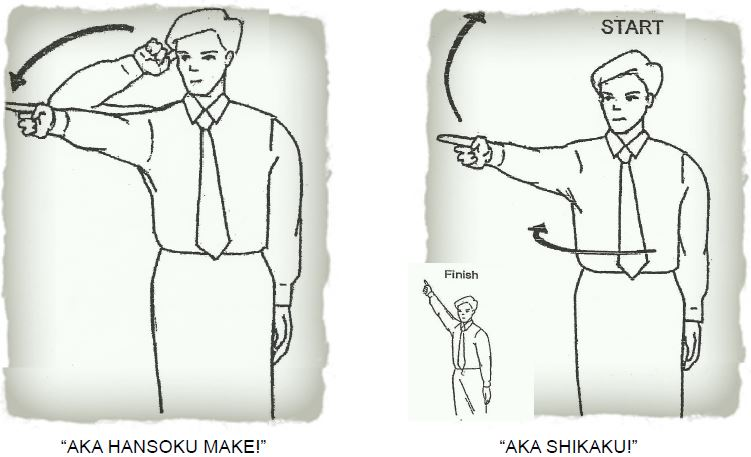 START
Finish
“AKA HANSOKU MAKE!”
“AKA SHIKAKU!”